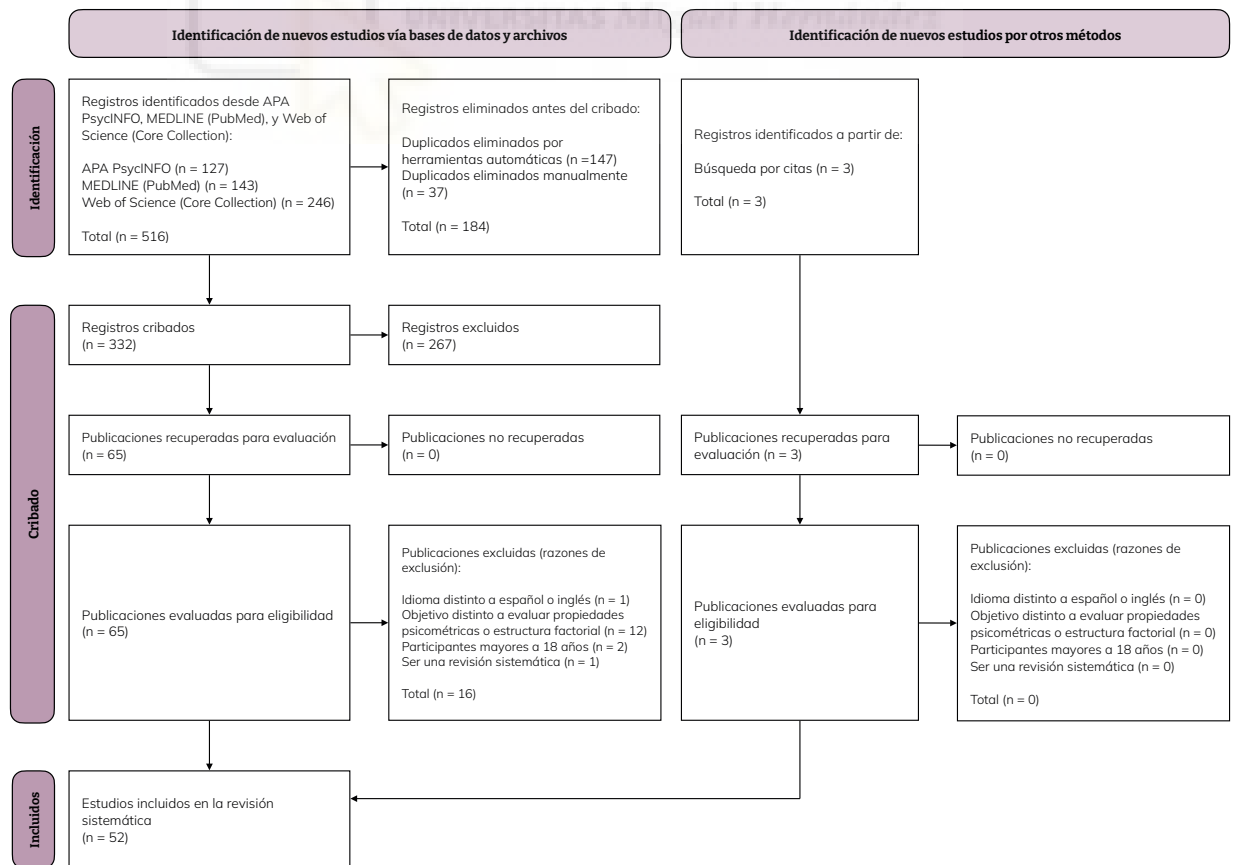 UNIVERSITAS Miguel Hernández
Identificación de nuevos estudios vía bases de datos y archivos
Identificación de nuevos estudios por otros métodos
Identificación
Registros identificados desde APA
PsycINFO, MEDLINE (PubMed), y Web of
Science (Core Collection):
APA PsycINFO (n = 127)
MEDLINE (PubMed) (n = 143)
Web of Science (Core Collection) (n = 246)
Total (n = 516)
Registros eliminados antes del cribado:
Duplicados eliminados por
herramientas automáticas (n =147)
Duplicados eliminados manualmente
(n = 37)
Total (n = 184)
Registros identificados a partir de:
Búsqueda por citas (n = 3)
Total (n = 3)
Cribado
Registros cribados
(n = 332)
Registros excluidos
(n = 267)
Publicaciones recuperadas para evaluación
(n = 65)
Publicaciones no recuperadas
(n = 0)
Publicaciones recuperadas para
evaluación (n = 3)
Publicaciones no recuperadas
(n = 0)
Publicaciones evaluadas para eligibilidad
(n = 65)
Publicaciones excluidas (razones de
exclusión):
Idioma distinto a español o inglés (n = 1)
Objetivo distinto a evaluar propiedades
psicométricas o estructura factorial (n = 12)
Participantes mayores a 18 años (n = 2)
Ser una revisión sistemática (n = 1)
Total (n = 16)
Publicaciones evaluadas para
eligibilidad
(n = 3)
Publicaciones excluidas (razones de
exclusión):
Idioma distinto a español o inglés (n = 0)
Objetivo distinto a evaluar propiedades
psicométricas o estructura factorial (n = 0)
Participantes mayores a 18 años (n = 0)
Ser una revisión sistemática (n = 0)
Total (n = 0)
Incluidos
Estudios incluidos en la revisión
sistemática
(n = 52)